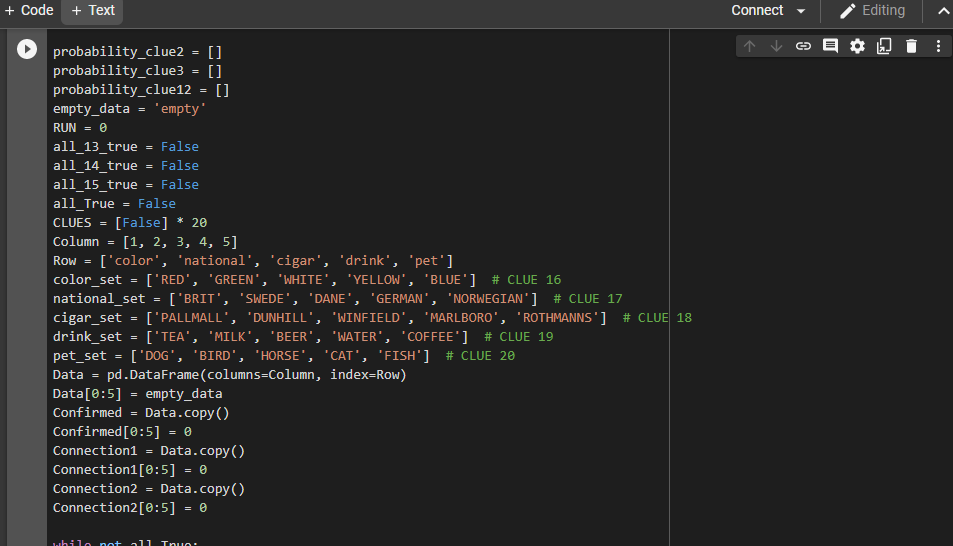 + Code + Text Connect Editing
probability_clue2 = []
probability_clue3 = []
probability_clue12 = []
empty_data = 'empty'
RUN = 0
all_13_true = False
all_14_true = False
all_15_true = False
all_True = False
CLUES = [False] * 20
Column = [1, 2, 3, 4, 5]
Row = ['color', 'national', 'cigar', 'drink', 'pet']
color_set = ['RED', 'GREEN', 'WHITE', 'YELLOW', 'BLUE']  # CLUE 16
national_set = ['BRIT', 'SWEDE', 'DANE', 'GERMAN', 'NORWEGIAN']  # CLUE 17
cigar_set = ['PALLMALL', 'DUNHILL', 'WINFIELD', 'MARLBORO', 'ROTHMANNS']  # CLUE 18
drink_set = ['TEA', 'MILK', 'BEER', 'WATER', 'COFFEE']  # CLUE 19
pet_set = ['DOG', 'BIRD', 'HORSE', 'CAT', 'FISH']  # CLUE 20
Data = pd.DataFrame(columns=Column, index=Row)
Data[0:5] = empty_data
Confirmed = Data.copy()
Confirmed[0:5] = 0
Connection1 = Data.copy()
Connection1[0:5] = 0
Connection2 = Data.copy()
Connection2[0:5] = 0
while not all_True: